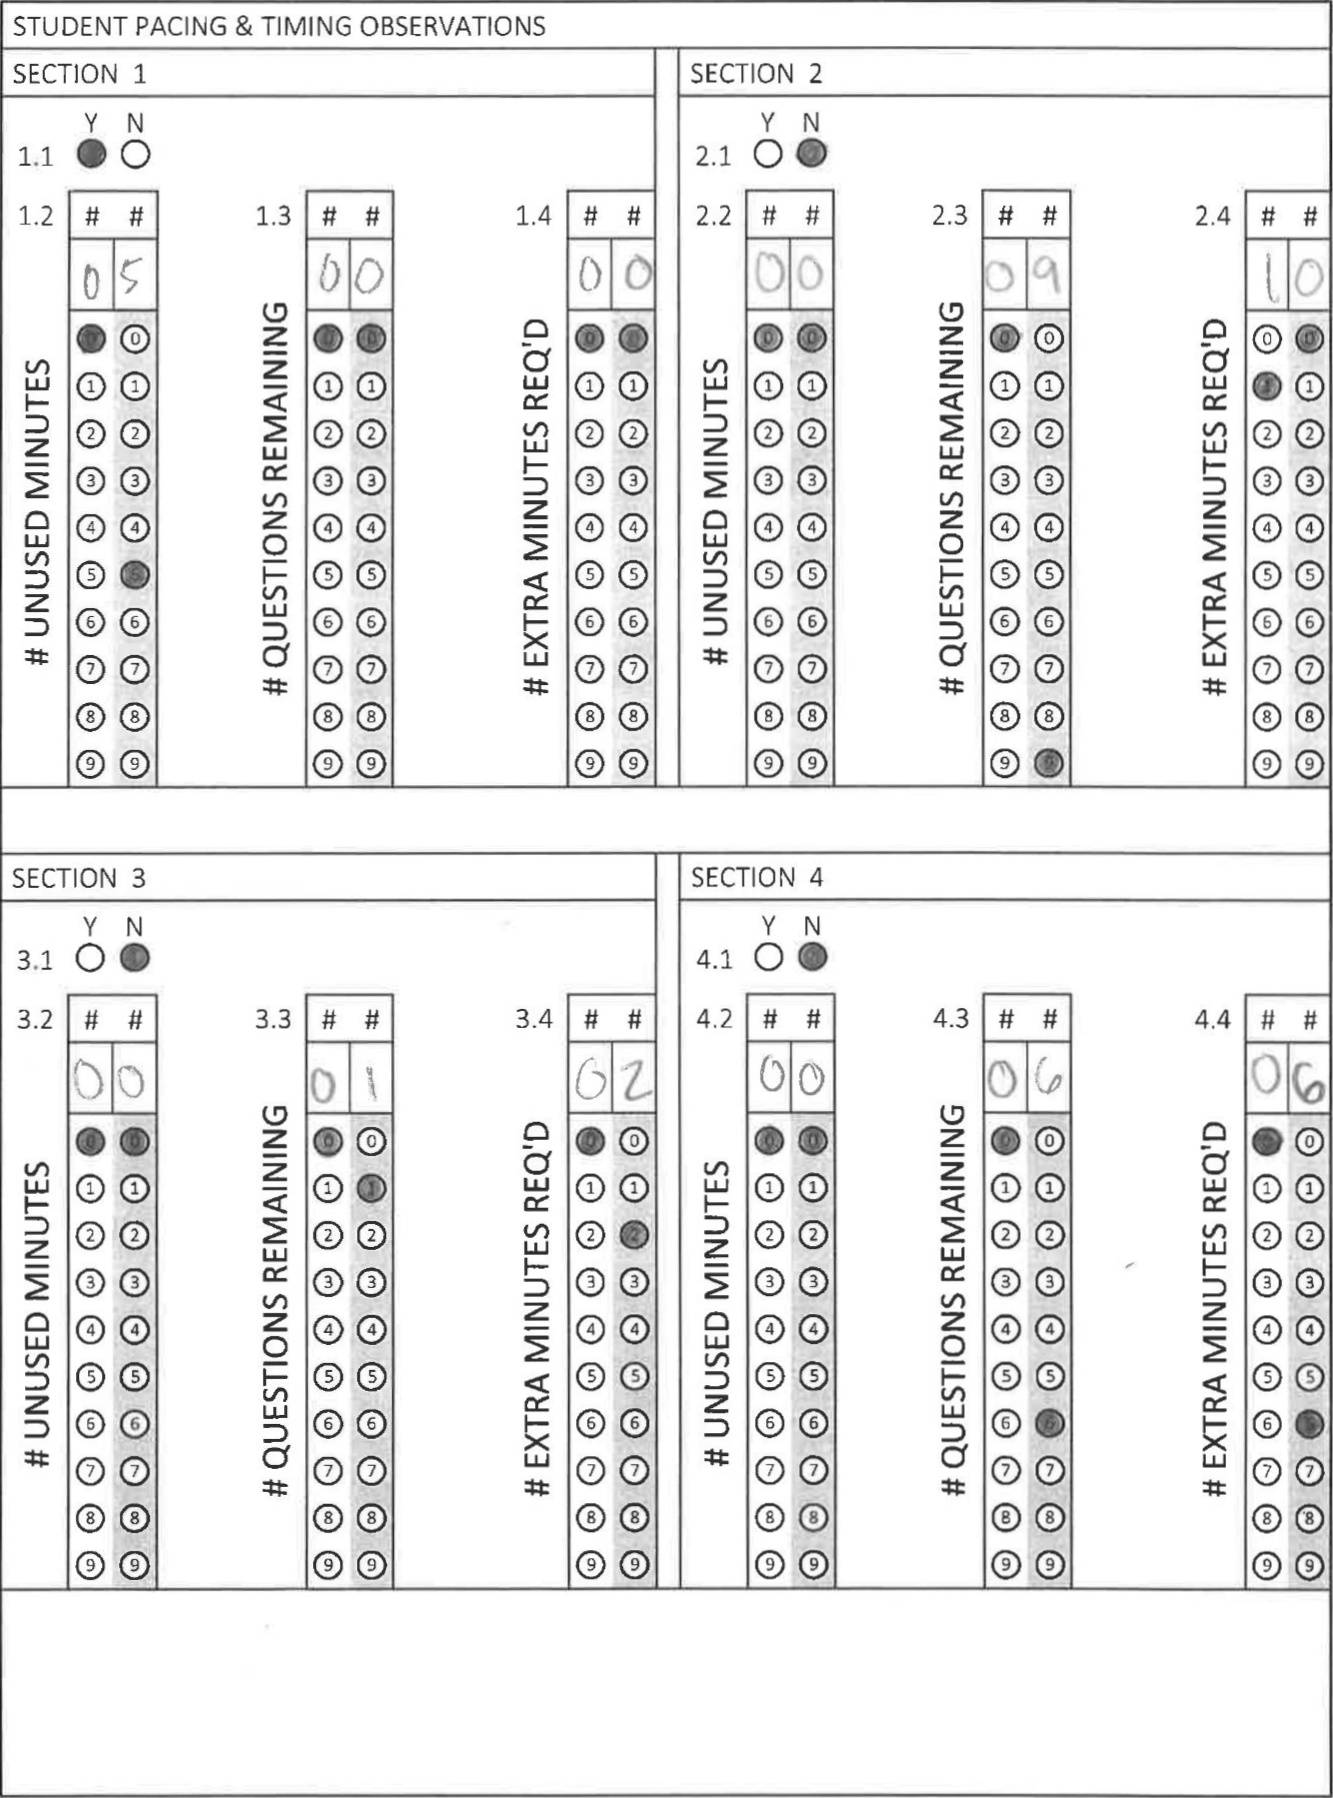 STUDENT PACING & TIMING OBSERVATIONS
SECTION 1
Y N
1.1
1.2 # # 1.3 # # 1.4 # #
0 5 0 0 0 0
# UNUSED MINUTES
# QUESTIONS REMAINING
# EXTRA MINUTES REQ'D
0 0 0 0 0 0
1 1 1 1 1 1
2 2 2 2 2 2
3 3 3 3 3 3
4 4 4 4 4 4
5 5 5 5 5 5
6 6 6 6 6 6
7 7 7 7 7 7
8 8 8 8 8 8
9 9 9 9 9 9
SECTION 2
Y N
2.1
2.2 # # 2.3 # # 2.4 # #
0 0 0 9 1 0
# UNUSED MINUTES
# QUESTIONS REMAINING
# EXTRA MINUTES REQ'D
0 0 0 0 0 0
1 1 1 1 1 1
2 2 2 2 2 2
3 3 3 3 3 3
4 4 4 4 4 4
5 5 5 5 5 5
6 6 6 6 6 6
7 7 7 7 7 7
8 8 8 8 8 8
9 9 9 9 9 9
SECTION 3
Y N
3.1
3.2 # # 3.3 # # 3.4 # #
0 0 0 1 0 2
# UNUSED MINUTES
# QUESTIONS REMAINING
# EXTRA MINUTES REQ'D
0 0 0 0 0 0
1 1 1 1 1 1
2 2 2 2 2 2
3 3 3 3 3 3
4 4 4 4 4 4
5 5 5 5 5 5
6 6 6 6 6 6
7 7 7 7 7 7
8 8 8 8 8 8
9 9 9 9 9 9
SECTION 4
Y N
4.1
4.2 # # 4.3 # # 4.4 # #
0 0 0 6 0 6
# UNUSED MINUTES
# QUESTIONS REMAINING
# EXTRA MINUTES REQ'D
0 0 0 0 0 0
1 1 1 1 1 1
2 2 2 2 2 2
3 3 3 3 3 3
4 4 4 4 4 4
5 5 5 5 5 5
6 6 6 6 6 6
7 7 7 7 7 7
8 8 8 8 8 8
9 9 9 9 9 9